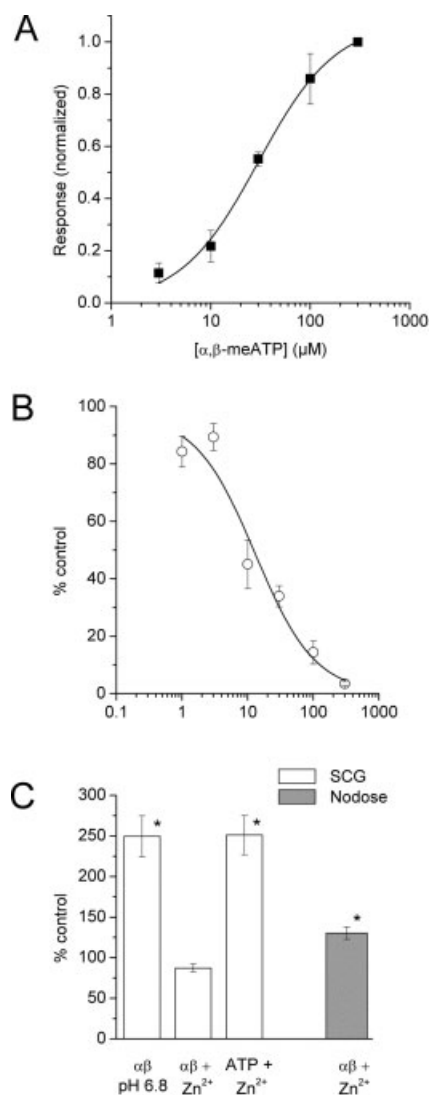 A
Response (normalized)
1.0
0.8
0.6
0.4
0.2
0.0
1 10 100 1000
[α,β-meATP] (µM)
B
% control
100
80
60
40
20
0
0.1 1 10 100 1000
C
SCG
Nodose
% control
300
250
200
150
100
50
0
* * *
αβ pH 6.8
αβ + Zn²⁺
ATP + Zn²⁺
αβ + Zn²⁺